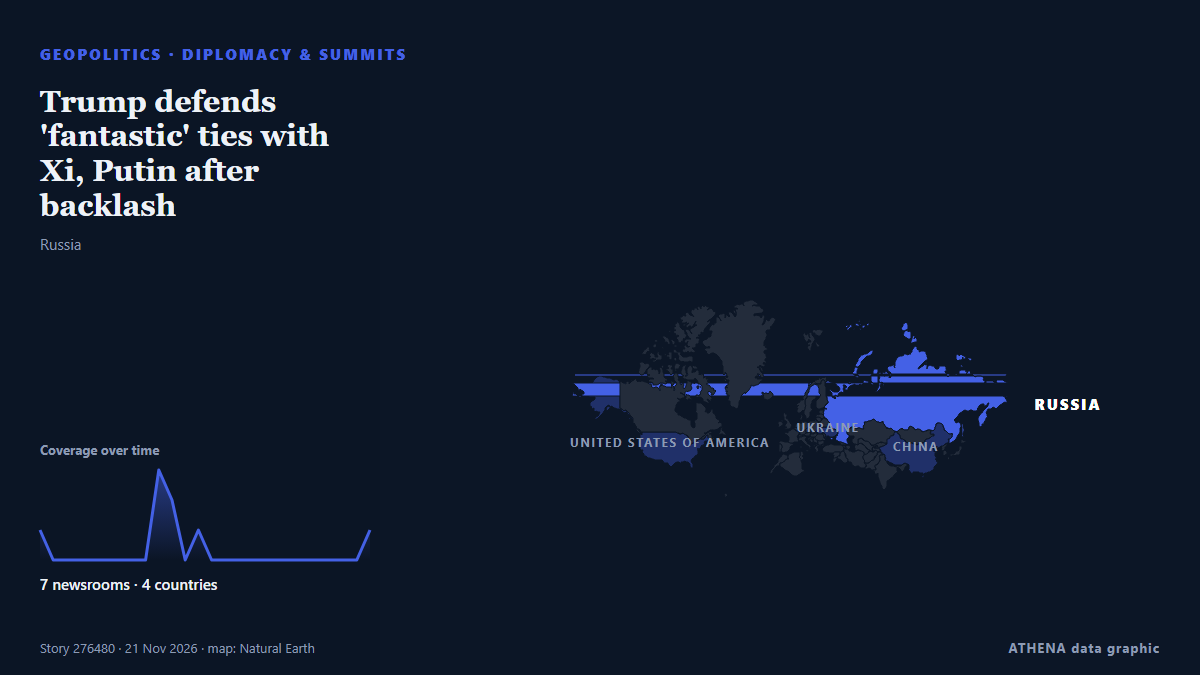 GEOPOLITICS · DIPLOMACY & SUMMITS
Trump defends
'fantastic' ties with
Xi, Putin after
backlash
Russia
RUSSIA
UKRAINE
UNITED STATES OF AMERICA
CHINA
Coverage over time
7 newsrooms · 4 countries
Story 276480 · 21 Nov 2026 · map: Natural Earth
ATHENA data graphic